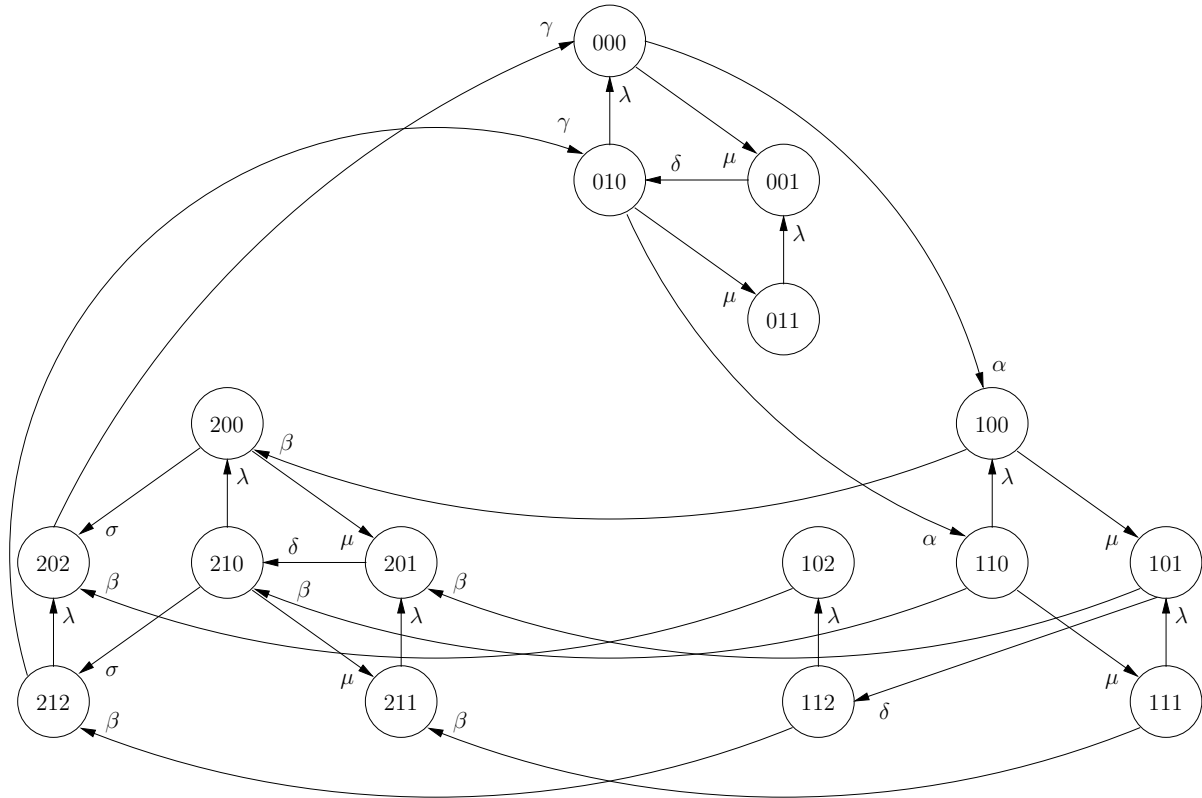 γ
000
λ
γ
δ
μ
010
001
λ
μ
011
α
200
β
100
λ
λ
σ
μ
δ
α
μ
202
210
201
102
110
101
β
β
β
λ
λ
λ
λ
σ
μ
μ
212
211
112
111
β
β
δ